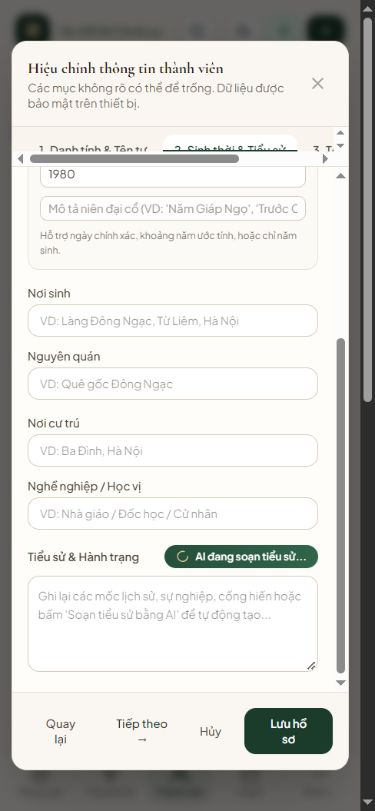 Hiệu chỉnh thông tin thành viên
Các mục không rõ có thể để trống. Dữ liệu được
bảo mật trên thiết bị.
1. Danh tính & Tên tự
2. Sinh thời & Tiểu sử
3. T
1980
Mô tả niên đại cổ (VD: 'Năm Giáp Ngọ', 'Trước C
Hỗ trợ ngày chính xác, khoảng năm ước tính, hoặc chỉ năm
sinh.
Nơi sinh
VD: Làng Đông Ngạc, Từ Liêm, Hà Nội
Nguyên quán
VD: Quê gốc Đông Ngạc
Nơi cư trú
VD: Ba Đình, Hà Nội
Nghề nghiệp / Học vị
VD: Nhà giáo / Đốc học / Cử nhân
Tiểu sử & Hành trạng
AI đang soạn tiểu sử...
Ghi lại các mốc lịch sử, sự nghiệp, cống hiến hoặc
bấm 'Soạn tiểu sử bằng AI' để tự động tạo...
Quay
lại
Tiếp theo
→
Hủy
Lưu hồ
sơ